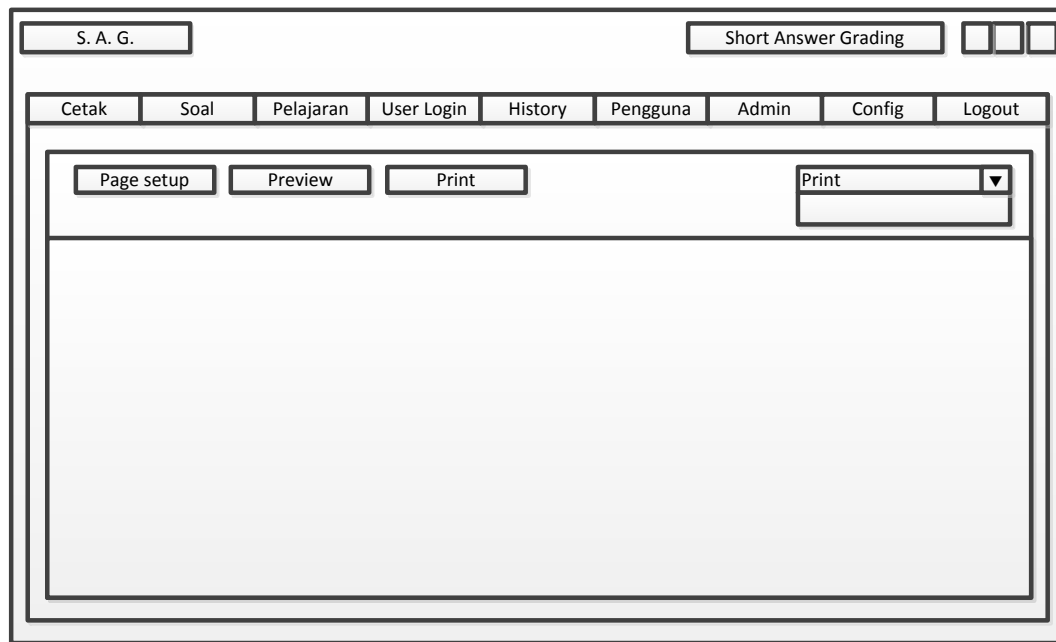 S. A. G. Short Answer Grading
Cetak Soal Pelajaran User Login History Pengguna Admin Config Logout
Page setup Preview Print Print ▼